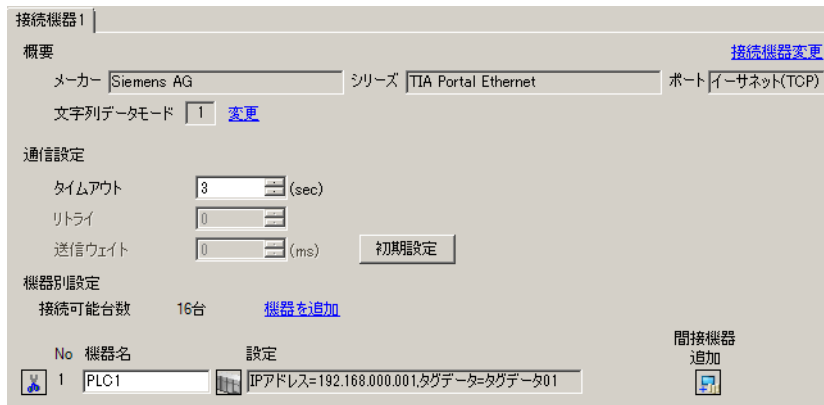 接続機器1
概要
接続機器変更
メーカー Siemens AG シリーズ TIA Portal Ethernet ポート イーサネット(TCP)
文字列データモード 1 変更
通信設定
タイムアウト 3 (sec)
リトライ 0
送信ウェイト 0 (ms) 初期設定
機器別設定
接続可能台数 16台 機器を追加
間接機器
追加
No 機器名 設定
1 PLC1 IPアドレス=192.168.000.001,タグデータ=タグデータ01